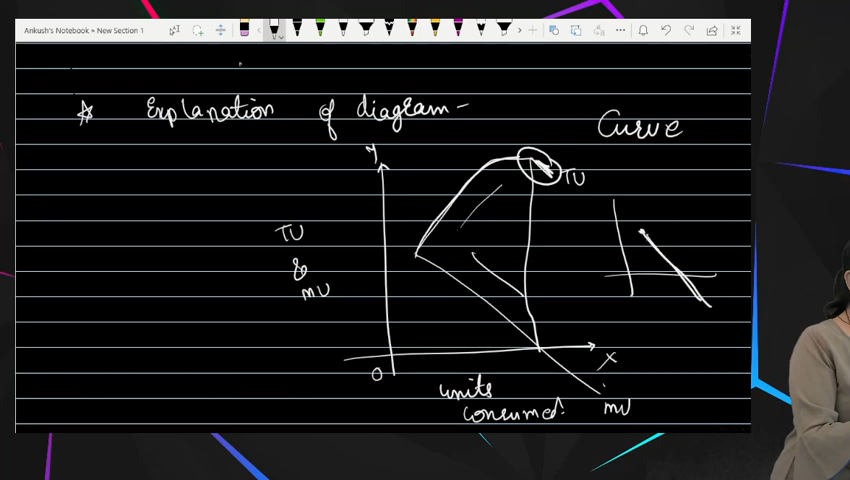 Ankush's Notebook > New Section 1
☆ Explanation of diagram -
Curve
Y
TU
TU
&
MU
O
X
units
consumed.
MU